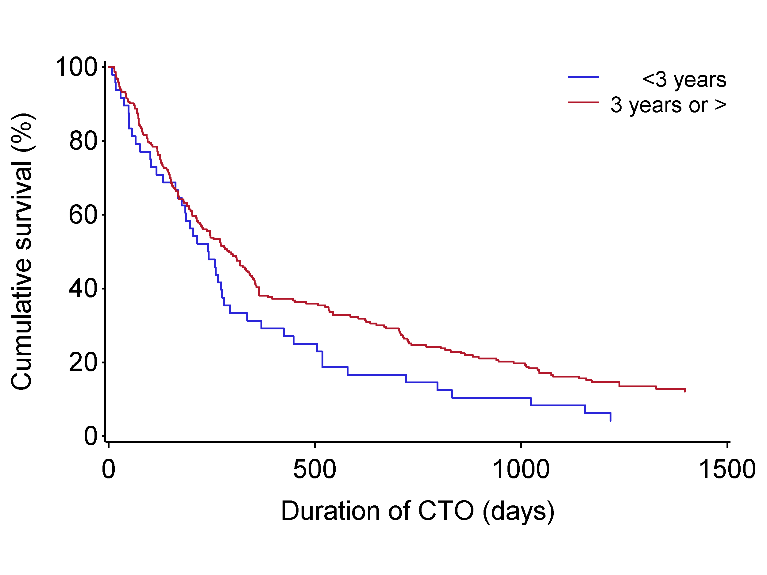 100
80
60
40
20
0
Cumulative survival (%)
<3 years
3 years or >
0 500 1000 1500
Duration of CTO (days)